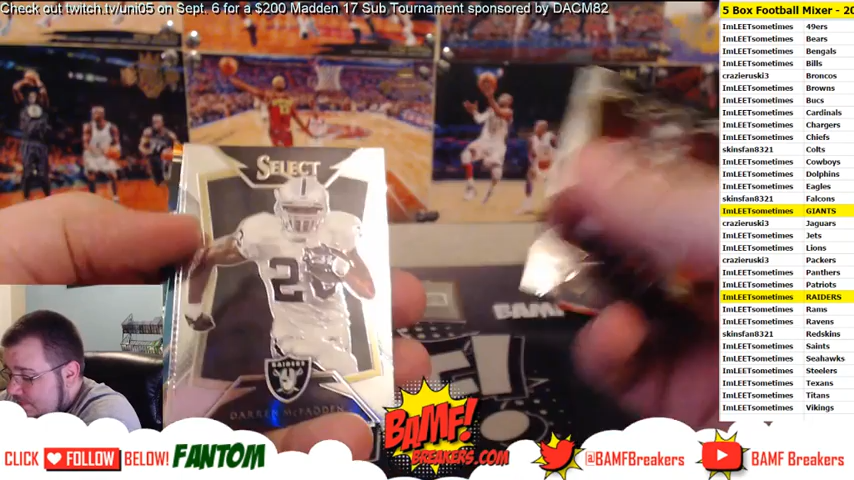 Check out twitch.tv/uni05 on Sept. 6 for a $200 Madden 17 Sub Tournament sponsored by DACM82
5 Box Football Mixer - 20
ImLEETsometimes 49ers
ImLEETsometimes Bears
ImLEETsometimes Bengals
ImLEETsometimes Bills
crazieruski3 Broncos
ImLEETsometimes Browns
ImLEETsometimes Bucs
ImLEETsometimes Cardinals
ImLEETsometimes Chargers
ImLEETsometimes Chiefs
skinsfan8321 Colts
ImLEETsometimes Cowboys
ImLEETsometimes Dolphins
ImLEETsometimes Eagles
skinsfan8321 Falcons
ImLEETsometimes GIANTS
crazieruski3 Jaguars
ImLEETsometimes Jets
ImLEETsometimes Lions
crazieruski3 Packers
ImLEETsometimes Panthers
ImLEETsometimes Patriots
ImLEETsometimes RAIDERS
ImLEETsometimes Rams
ImLEETsometimes Ravens
skinsfan8321 Redskins
ImLEETsometimes Saints
ImLEETsometimes Seahawks
ImLEETsometimes Steelers
ImLEETsometimes Texans
ImLEETsometimes Titans
ImLEETsometimes Vikings
SELECT
2
RAIDERS
DARREN McFADDEN
BAMF
CLICK FOLLOW BELOW! FANTOM
BAMF!
BREAKERS.COM
@BAMFBreakers
BAMF Breakers